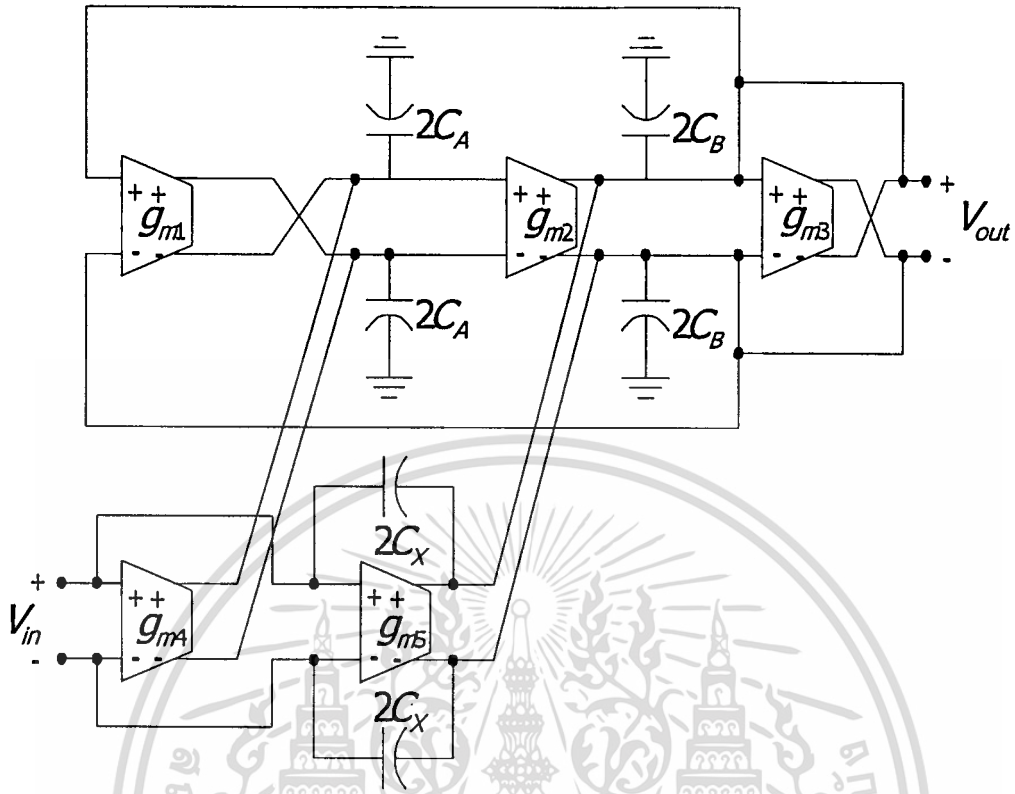 2C_A
2C_B
+ +
g_m1
- -
+ +
g_m2
- -
+ +
g_m3
- -
+
V_out
-
2C_A
2C_B
2C_X
+
V_in
-
+ +
g_m4
- -
+ +
g_m5
- -
2C_X